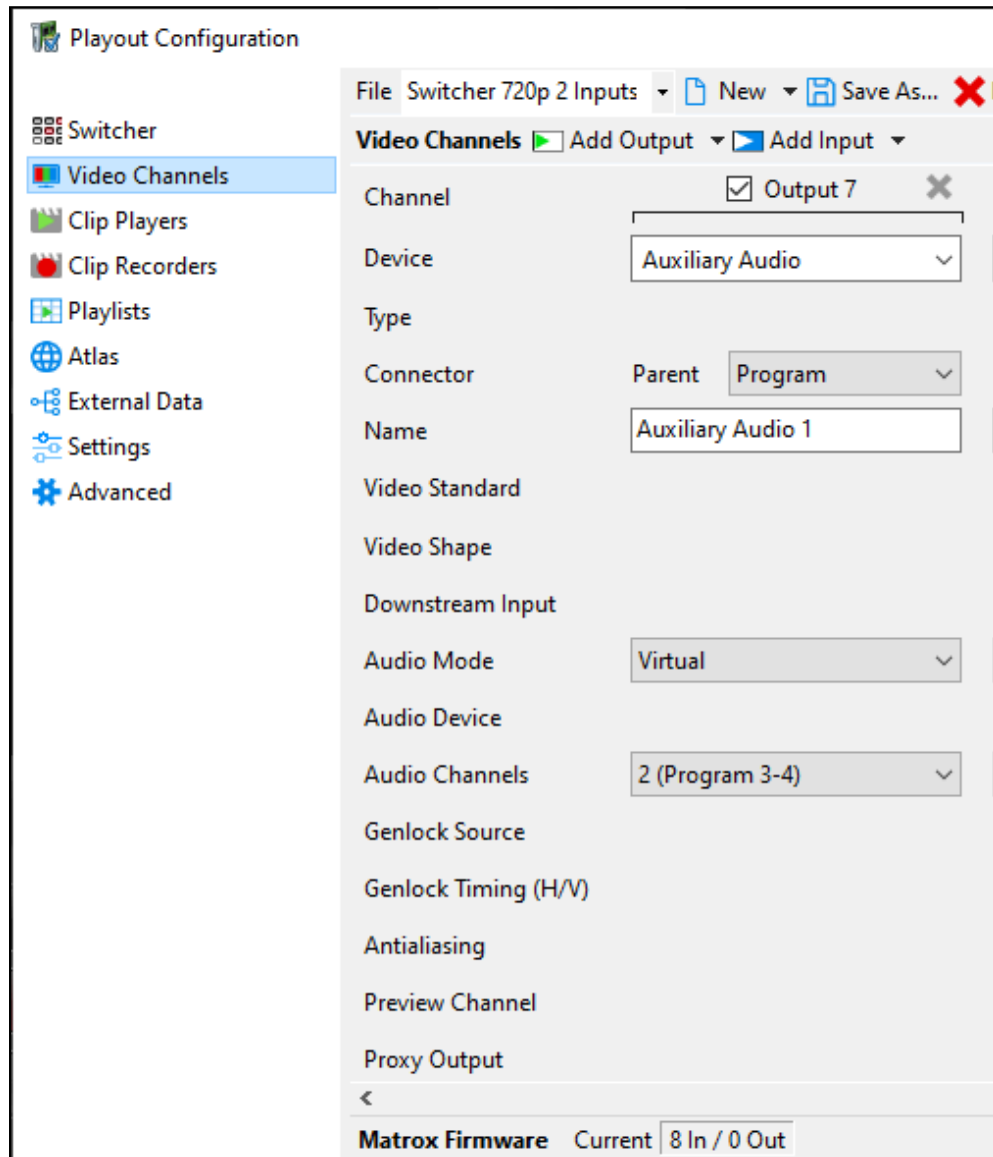 Playout Configuration
File Switcher 720p 2 Inputs New Save As...
Switcher
Video Channels Add Output Add Input
Video Channels
Channel Output 7
Clip Players
Device Auxiliary Audio
Clip Recorders
Playlists
Type
Atlas
Connector Parent Program
External Data
Name Auxiliary Audio 1
Settings
Advanced
Video Standard
Video Shape
Downstream Input
Audio Mode Virtual
Audio Device
Audio Channels 2 (Program 3-4)
Genlock Source
Genlock Timing (H/V)
Antialiasing
Preview Channel
Proxy Output
Matrox Firmware Current 8 In / 0 Out